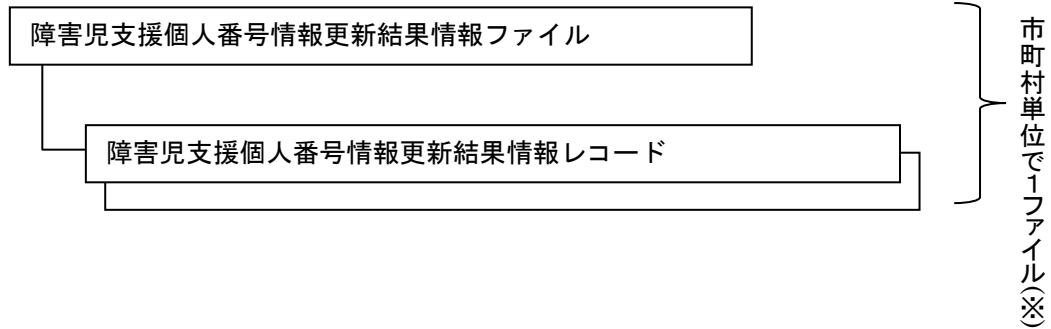 障害児支援個人番号情報更新結果情報ファイル
障害児支援個人番号情報更新結果情報レコード
市町村単位で1ファイル(※)